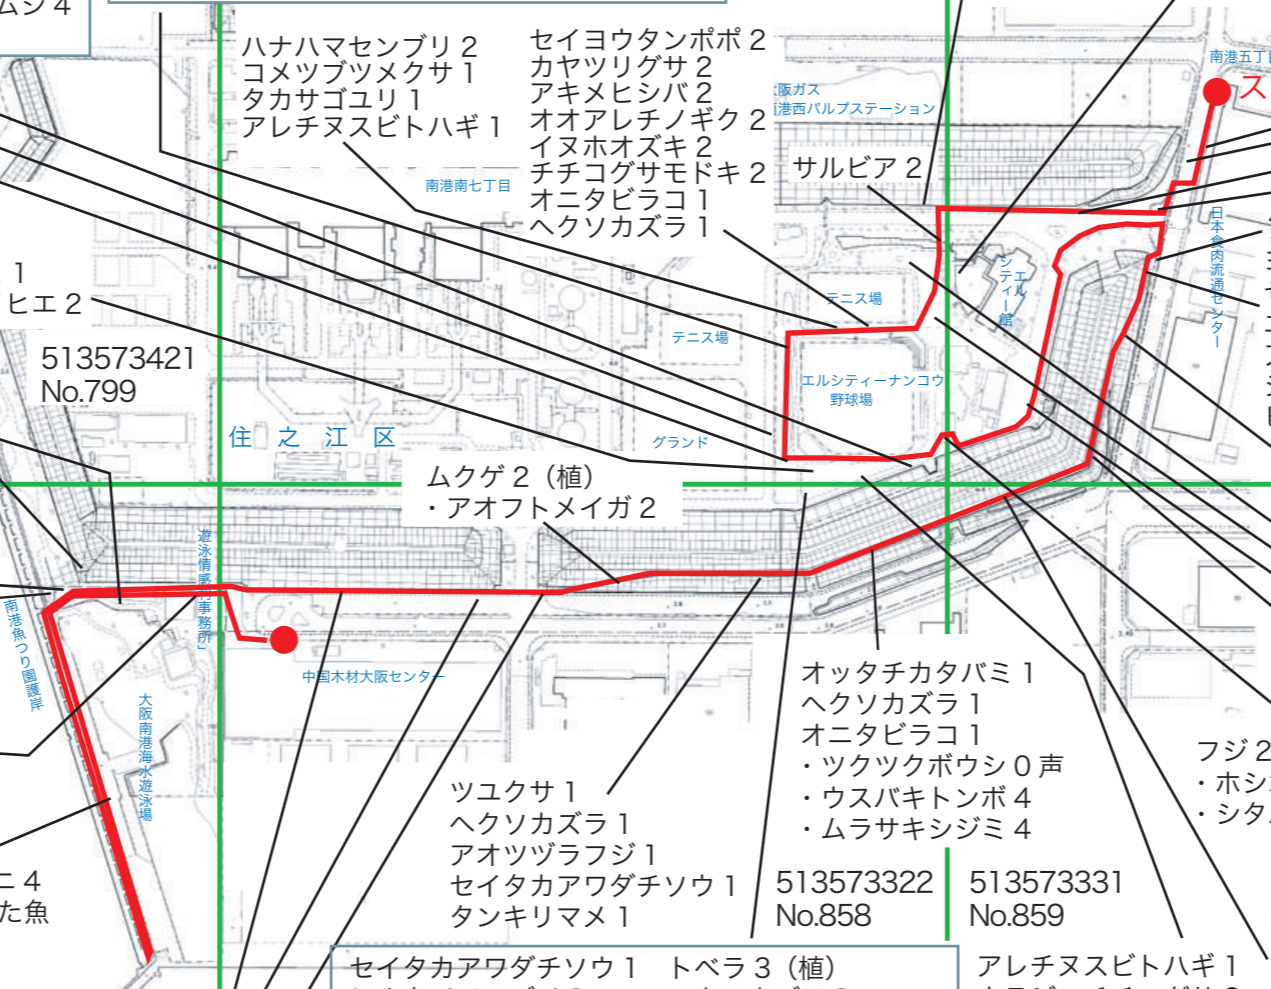 ムシ 4
ハナハマセンブリ 2
コメツブツメクサ 1
タカサゴユリ 1
アレチヌスビトハギ 1
セイヨウタンポポ 2
カヤツリグサ 2
アキメヒシバ 2
オオアレチノギク 2
イヌホオズキ 2
チチコグサモドキ 2
オニタビラコ 1
ヘクソカズラ 1
阪ガス
港西バルブステーション
サルビア 2
南港五丁目
ス
南港南七丁目
日本食肉流通センター
エル
シティー館
テニス場
テニス場
エルシティーナンコウ
野球場
グランド
1
ヒエ 2
513573421
No.799
住之江区
ムクゲ 2（植）
・アオフトメイガ 2
遊泳情感
事務所」
南港魚つり園護岸
大阪南港海水遊泳場
中国木材大阪センター
オッタチカタバミ 1
ヘクソカズラ 1
オニタビラコ 1
・ツクツクボウシ 0 声
・ウスバキトンボ 4
・ムラサキシジミ 4
フジ 2
・ホシ
・シタ
ツユクサ 1
ヘクソカズラ 1
アオツヅラフジ 1
セイタカアワダチソウ 1
タンキリマメ 1
ニ 4
た魚
513573322
No.858
513573331
No.859
セイタカアワダチソウ 1　トベラ 3（植）
アレチヌスビトハギ 1